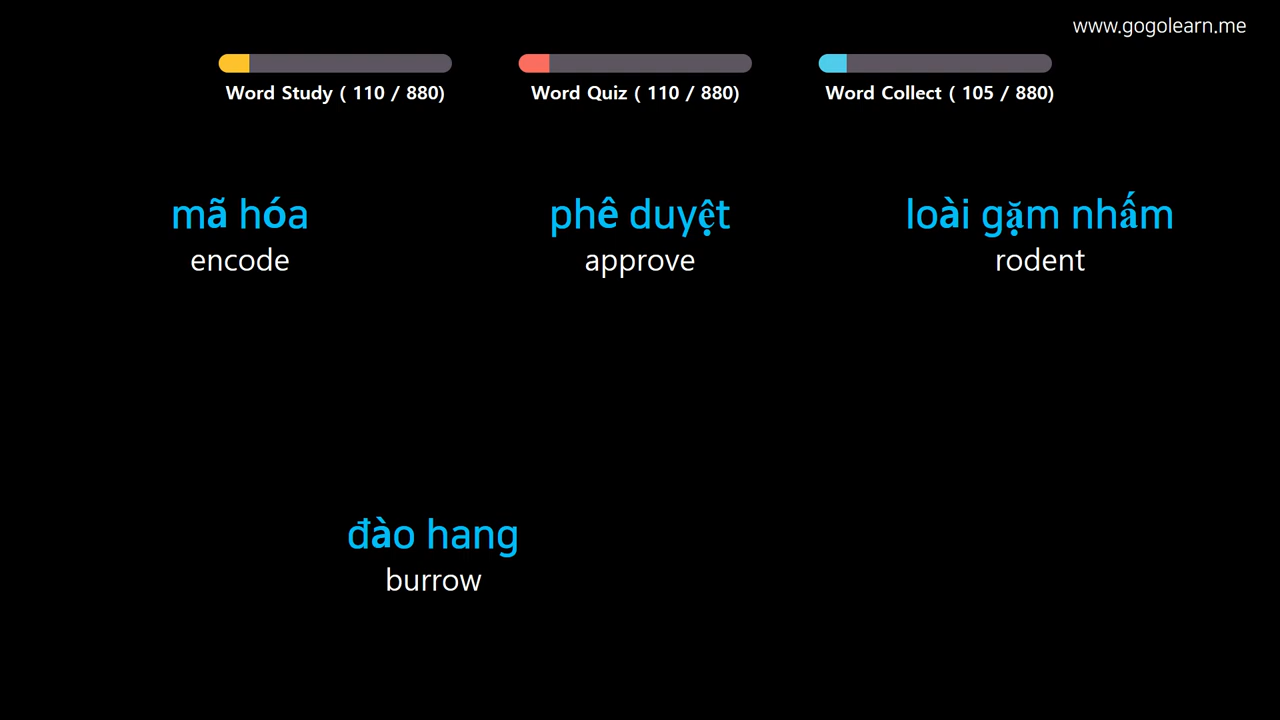 www.gogolearn.me
Word Study ( 110 / 880)
Word Quiz ( 110 / 880)
Word Collect ( 105 / 880)
mã hóa
encode
phê duyệt
approve
loài gặm nhấm
rodent
đào hang
burrow